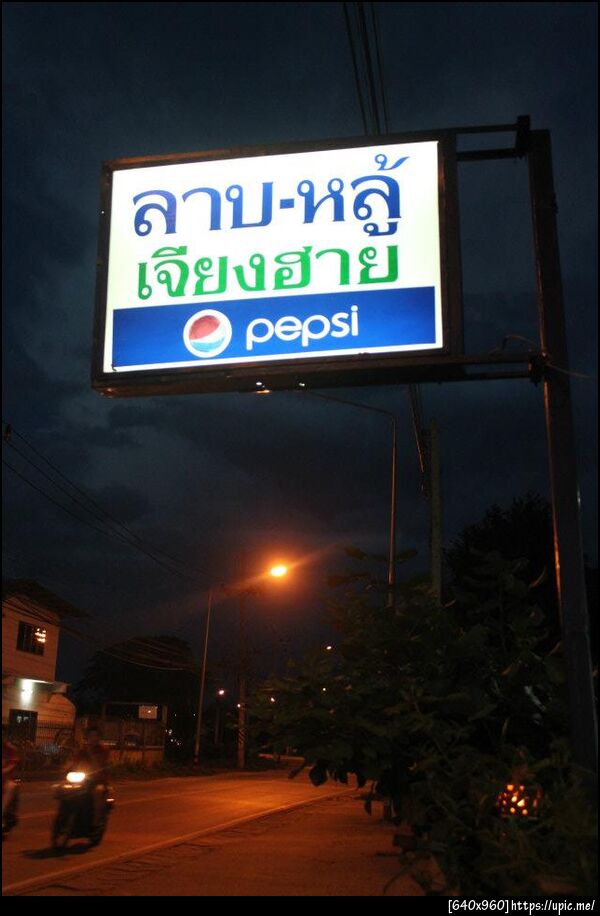 ลาบ-หลู้
เจียงฮาย
pepsi
[640x960]https://upic.me/